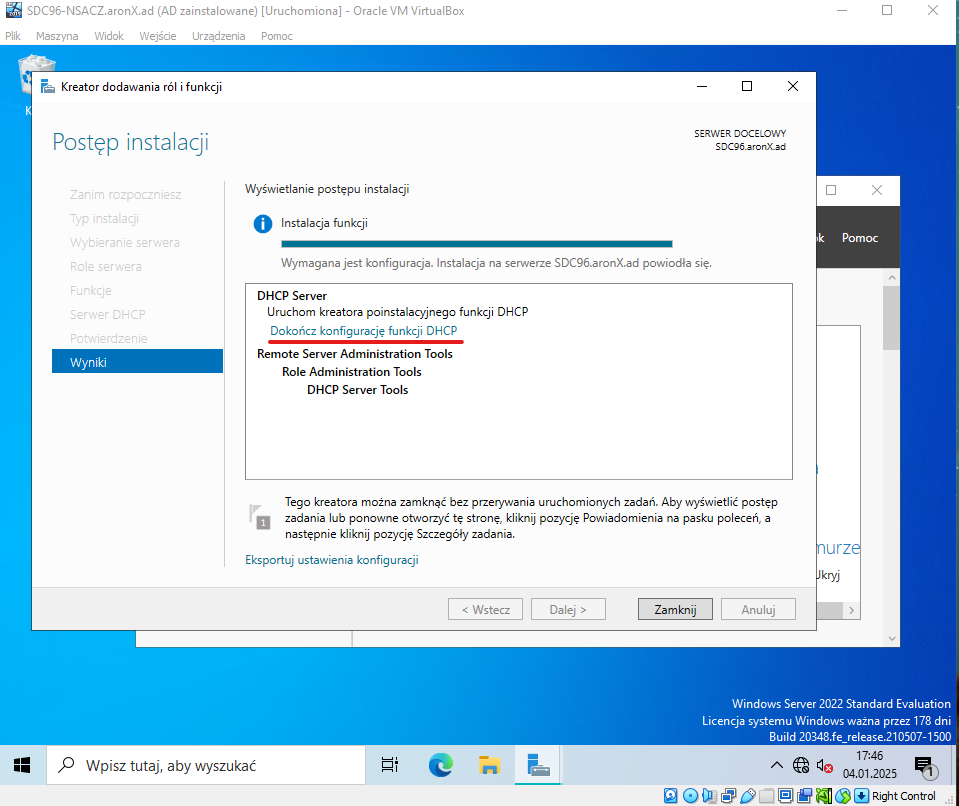 SDC96-NSACZ.aronX.ad (AD zainstalowane) [Uruchomiona] - Oracle VM VirtualBox
Plik Maszyna Widok Wejście Urządzenia Pomoc
Kreator dodawania ról i funkcji
Postęp instalacji
SERWER DOCELOWY
SDC96.aronX.ad
Zanim rozpoczniesz
Typ instalacji
Wybieranie serwera
Role serwera
Funkcje
Serwer DHCP
Potwierdzenie
Wyniki
Wyświetlanie postępu instalacji
Instalacja funkcji
Wymagana jest konfiguracja. Instalacja na serwerze SDC96.aronX.ad powiodła się.
DHCP Server
Uruchom kreatora poinstalacyjnego funkcji DHCP
Dokończ konfigurację funkcji DHCP
Remote Server Administration Tools
Role Administration Tools
DHCP Server Tools
1
Tego kreatora można zamknąć bez przerywania uruchomionych zadań. Aby wyświetlić postęp
zadania lub ponowne otworzyć tę stronę, kliknij pozycję Powiadomienia na pasku poleceń, a
następnie kliknij pozycję Szczegóły zadania.
Eksportuj ustawienia konfiguracji
< Wstecz Dalej > Zamknij Anuluj
Pomoc
murze
Ukryj
Windows Server 2022 Standard Evaluation
Licencja systemu Windows ważna przez 178 dni
Build 20348.fe_release.210507-1500
Wpisz tutaj, aby wyszukać
17:46
04.01.2025
1
Right Control